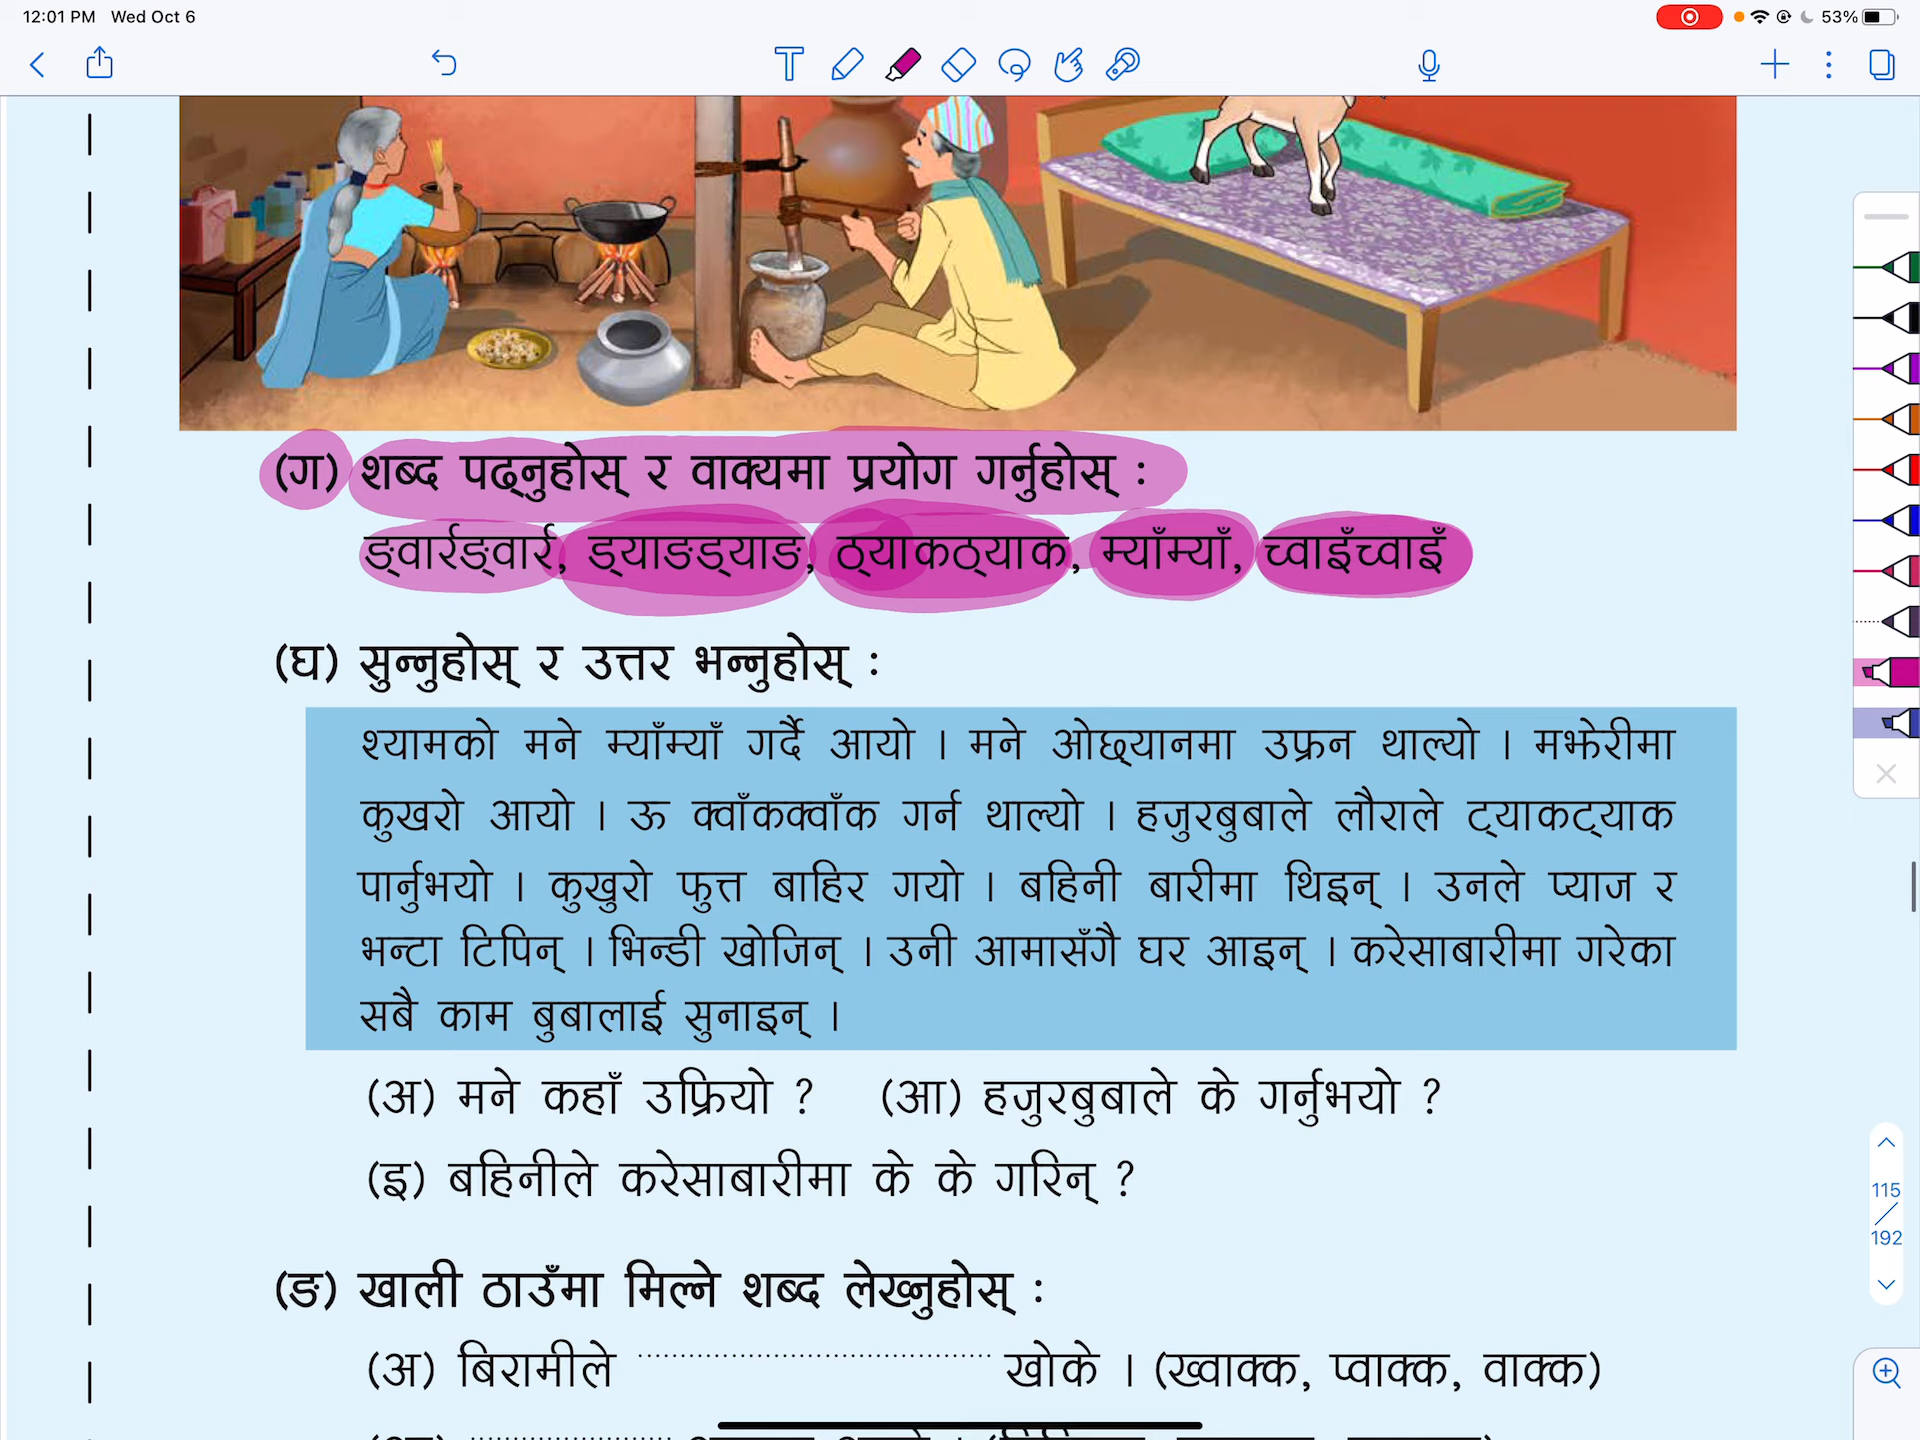 12:01 PM Wed Oct 6
53%
(ग) शब्द पढ्नुहोस् र वाक्यमा प्रयोग गर्नुहोस् :
ङ्वार्रङ्वार्र, ड्याङड्याङ, ठ्याकठ्याक, म्याँम्याँ, च्वाइँच्वाइँ
(घ) सुन्नुहोस् र उत्तर भन्नुहोस् :
श्यामको मने म्याँम्याँ गर्दै आयो । मने ओछ्यानमा उफ्रन थाल्यो । मझेरीमा
कुखरो आयो । ऊ क्वाँकक्वाँक गर्न थाल्यो । हजुरबुबाले लौराले ट्याकट्याक
पार्नुभयो । कुखुरो फुत्त बाहिर गयो । बहिनी बारीमा थिइन् । उनले प्याज र
भन्टा टिपिन् । भिन्डी खोजिन् । उनी आमासँगै घर आइन् । करेसाबारीमा गरेका
सबै काम बुबालाई सुनाइन् ।
(अ) मने कहाँ उफ्रियो ? (आ) हजुरबुबाले के गर्नुभयो ?
(इ) बहिनीले करेसाबारीमा के के गरिन् ?
(ङ) खाली ठाउँमा मिल्ने शब्द लेख्नुहोस् :
(अ) बिरामीले .......................................... खोके । (ख्वाक्क, प्वाक्क, वाक्क)
115
/
192